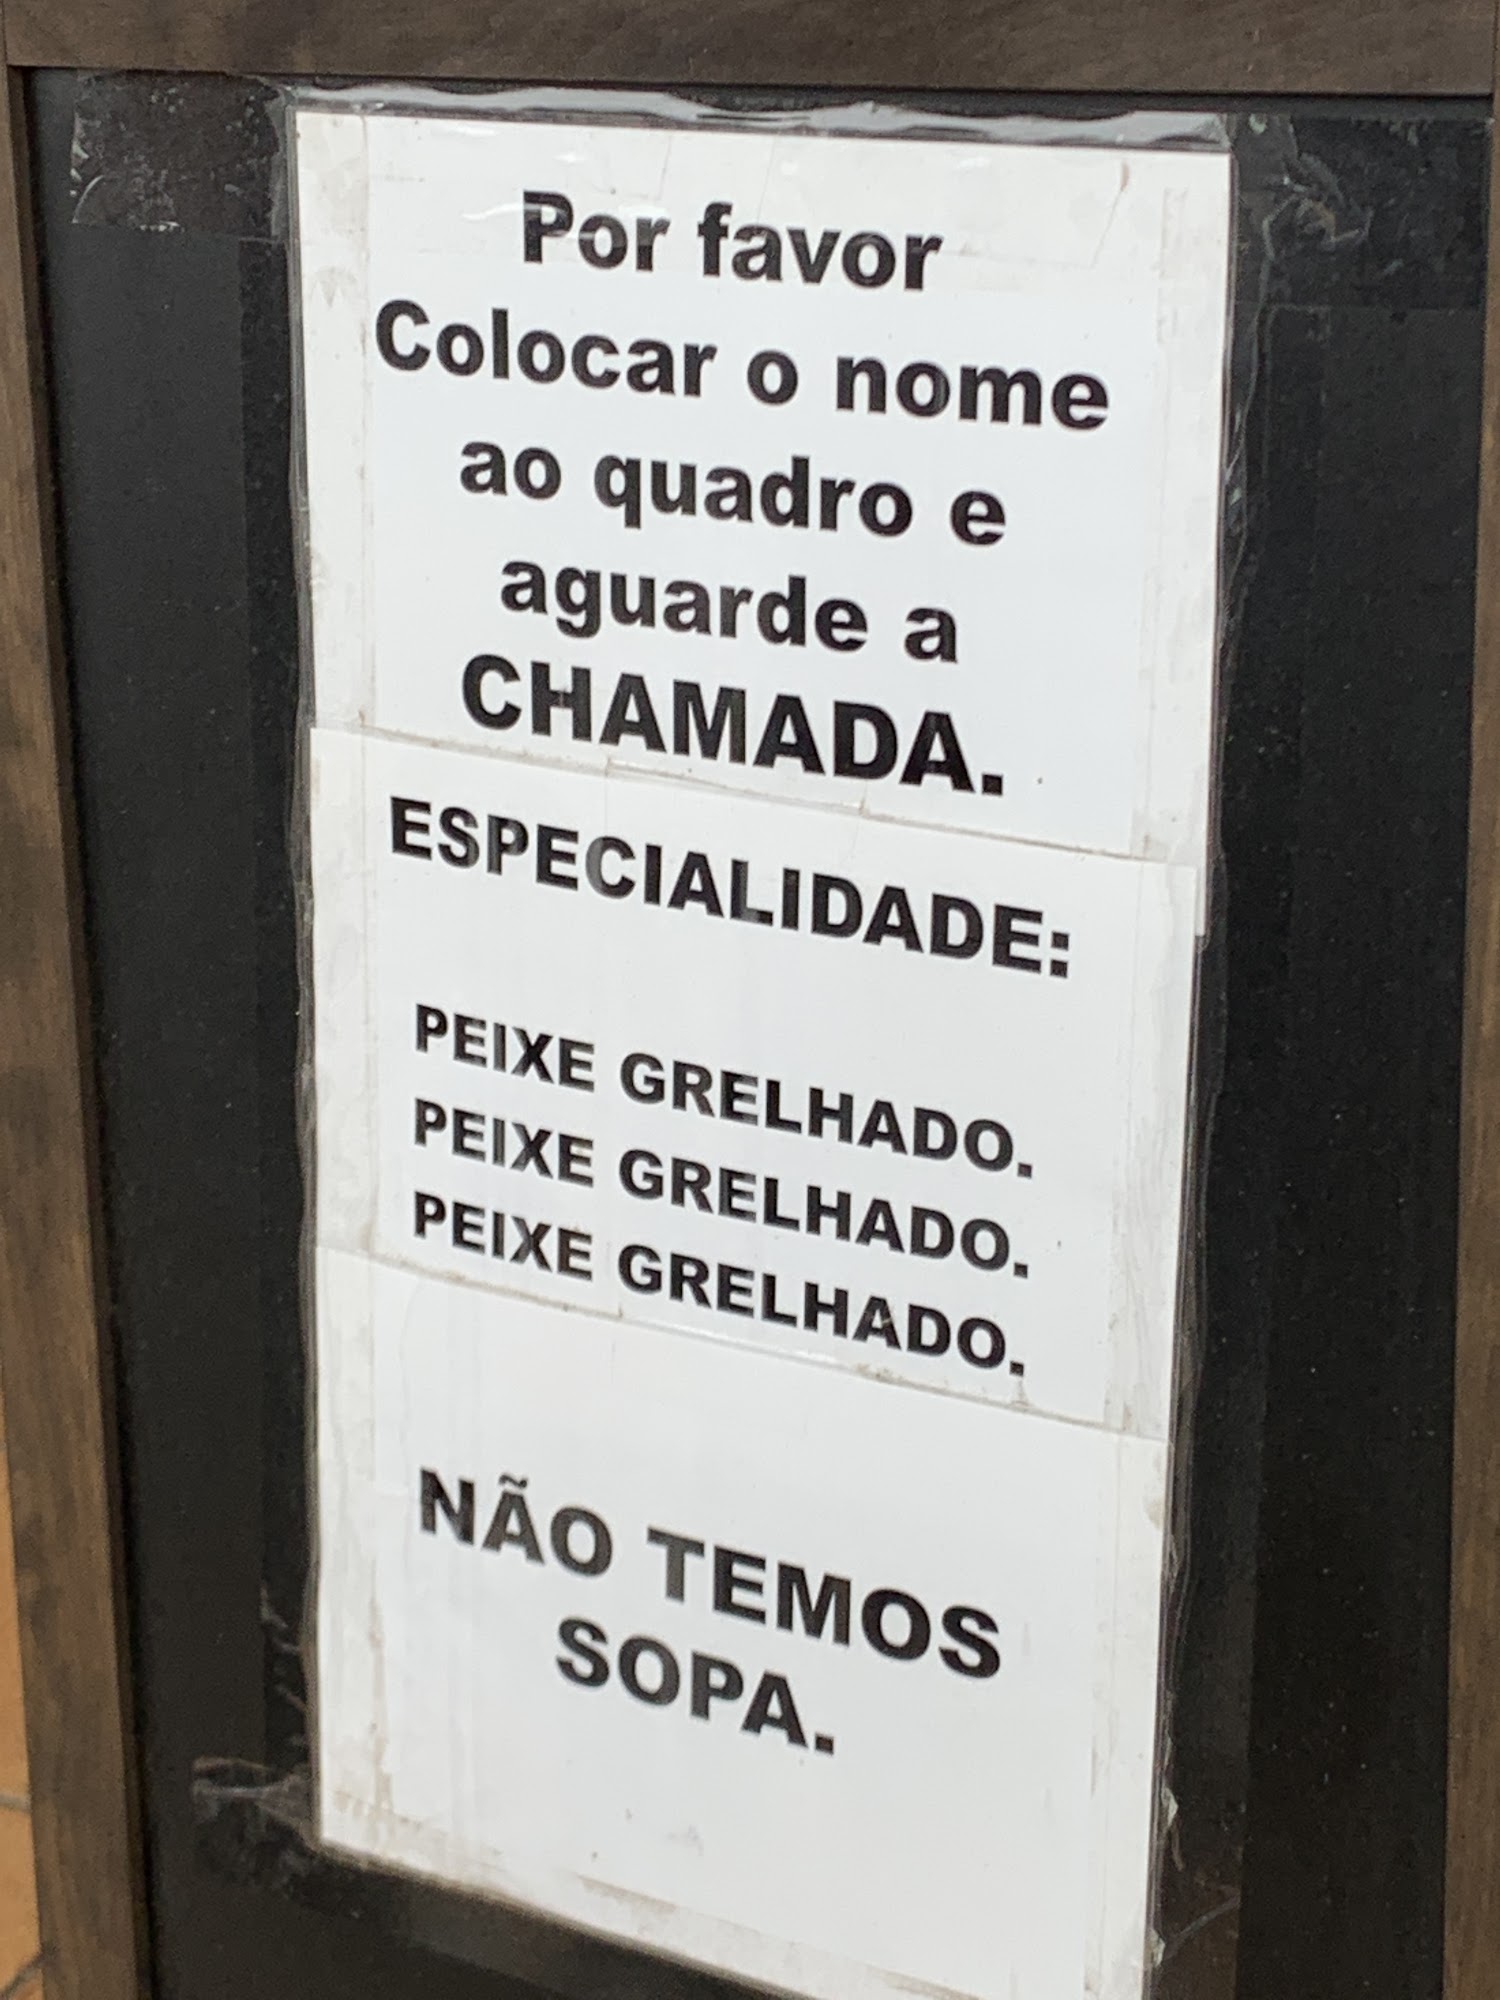 Por favor
Colocar o nome
ao quadro e
aguarde a
CHAMADA.
ESPECIALIDADE:
PEIXE GRELHADO.
PEIXE GRELHADO.
PEIXE GRELHADO.
NÃO TEMOS
SOPA.